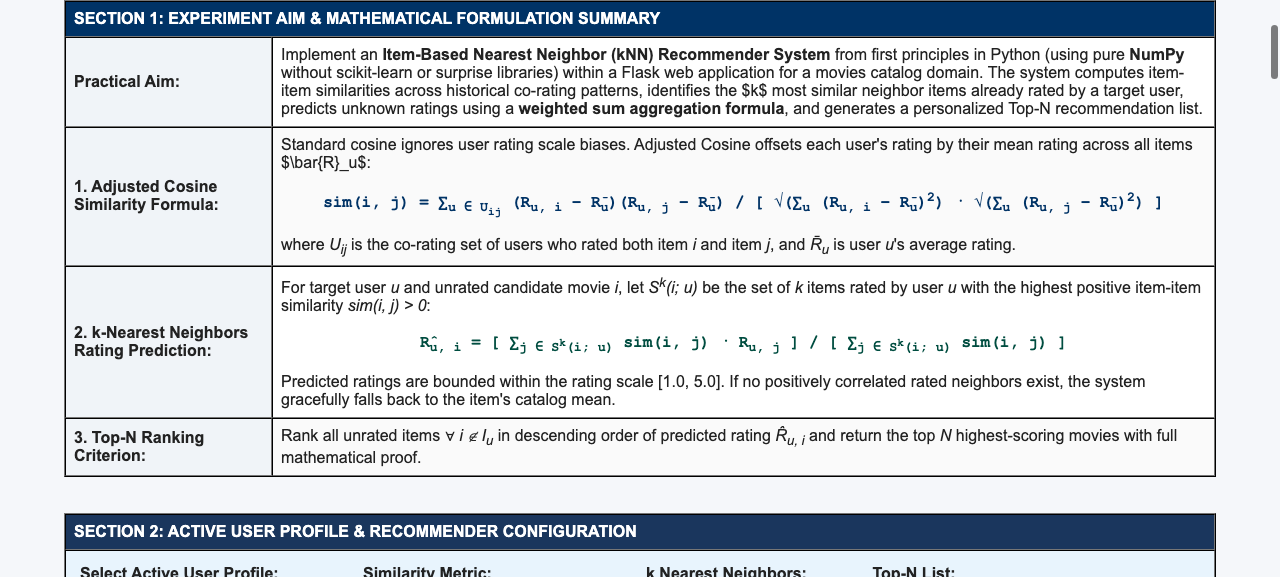 SECTION 1: EXPERIMENT AIM & MATHEMATICAL FORMULATION SUMMARY
Practical Aim:
Implement an Item-Based Nearest Neighbor (kNN) Recommender System from first principles in Python (using pure NumPy
without scikit-learn or surprise libraries) within a Flask web application for a movies catalog domain. The system computes item-
item similarities across historical co-rating patterns, identifies the $k$ most similar neighbor items already rated by a target user,
predicts unknown ratings using a weighted sum aggregation formula, and generates a personalized Top-N recommendation list.
1. Adjusted Cosine
Similarity Formula:
Standard cosine ignores user rating scale biases. Adjusted Cosine offsets each user's rating by their mean rating across all items
$\bar{R}_u$:
sim(i, j) = Σu ∈ Uij (Ru, i − R̄u)(Ru, j − R̄u) / [ √(Σu (Ru, i − R̄u)²) · √(Σu (Ru, j − R̄u)²) ]
where Uij is the co-rating set of users who rated both item i and item j, and R̄u is user u's average rating.
2. k-Nearest Neighbors
Rating Prediction:
For target user u and unrated candidate movie i, let Sk(i; u) be the set of k items rated by user u with the highest positive item-item
similarity sim(i, j) > 0:
R̂u, i = [ Σj ∈ Sk(i; u) sim(i, j) · Ru, j ] / [ Σj ∈ Sk(i; u) sim(i, j) ]
Predicted ratings are bounded within the rating scale [1.0, 5.0]. If no positively correlated rated neighbors exist, the system
gracefully falls back to the item's catalog mean.
3. Top-N Ranking
Criterion:
Rank all unrated items ∀ i ∉ Iu in descending order of predicted rating R̂u, i and return the top N highest-scoring movies with full
mathematical proof.
SECTION 2: ACTIVE USER PROFILE & RECOMMENDER CONFIGURATION
Select Active User Profile:
Similarity Metric:
k Nearest Neighbors:
Top-N List: